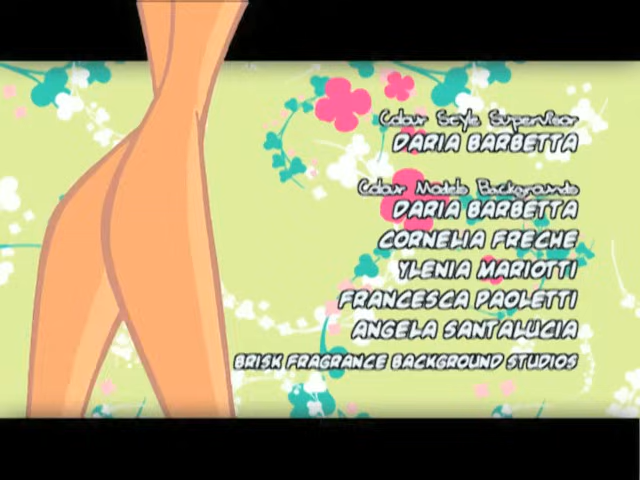 Colour Style Supervisor
DARIA BARBETTA
Colour Models Backgrounds
DARIA BARBETTA
CORNELIA FRECHE
YLENIA MARIOTTI
FRANCESCA PAOLETTI
ANGELA SANTALUCIA
BRISK FRAGRANCE BACKGROUND STUDIOS